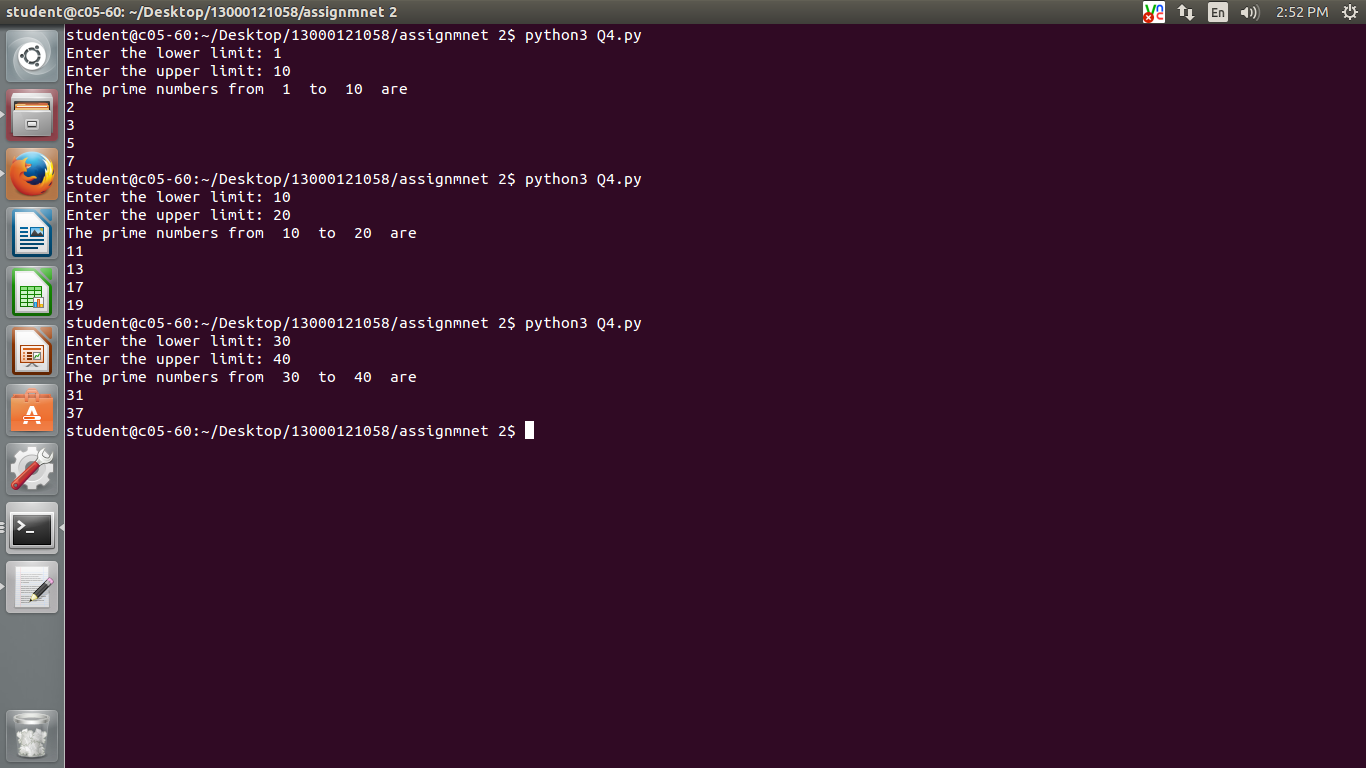 student@c05-60: ~/Desktop/13000121058/assignmnet 2
En
2:52 PM
student@c05-60:~/Desktop/13000121058/assignmnet 2$ python3 Q4.py
Enter the lower limit: 1
Enter the upper limit: 10
The prime numbers from  1  to  10  are
2
3
5
7
student@c05-60:~/Desktop/13000121058/assignmnet 2$ python3 Q4.py
Enter the lower limit: 10
Enter the upper limit: 20
The prime numbers from  10  to  20  are
11
13
17
19
student@c05-60:~/Desktop/13000121058/assignmnet 2$ python3 Q4.py
Enter the lower limit: 30
Enter the upper limit: 40
The prime numbers from  30  to  40  are
31
37
student@c05-60:~/Desktop/13000121058/assignmnet 2$